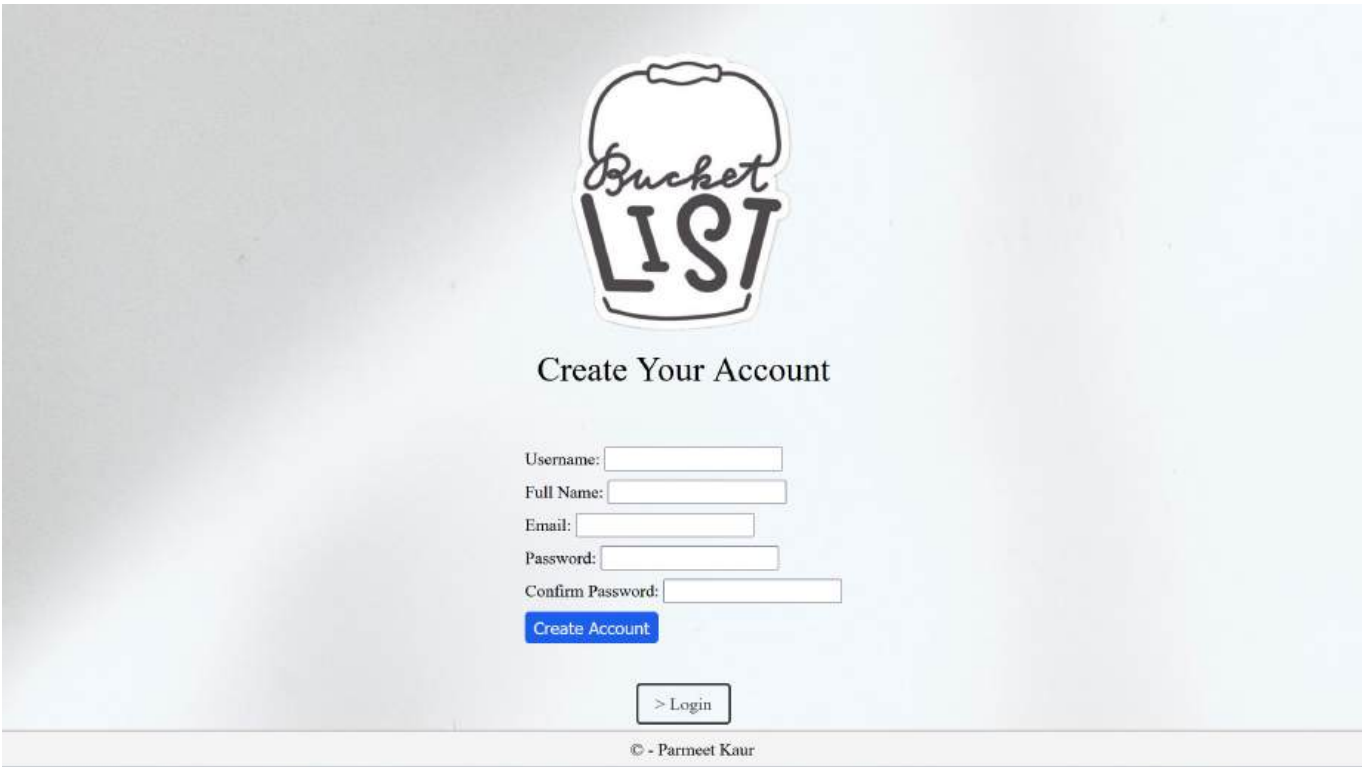 Bucket
LIST
Create Your Account
Username:
Full Name:
Email:
Password:
Confirm Password:
Create Account
> Login
© - Parmeet Kaur